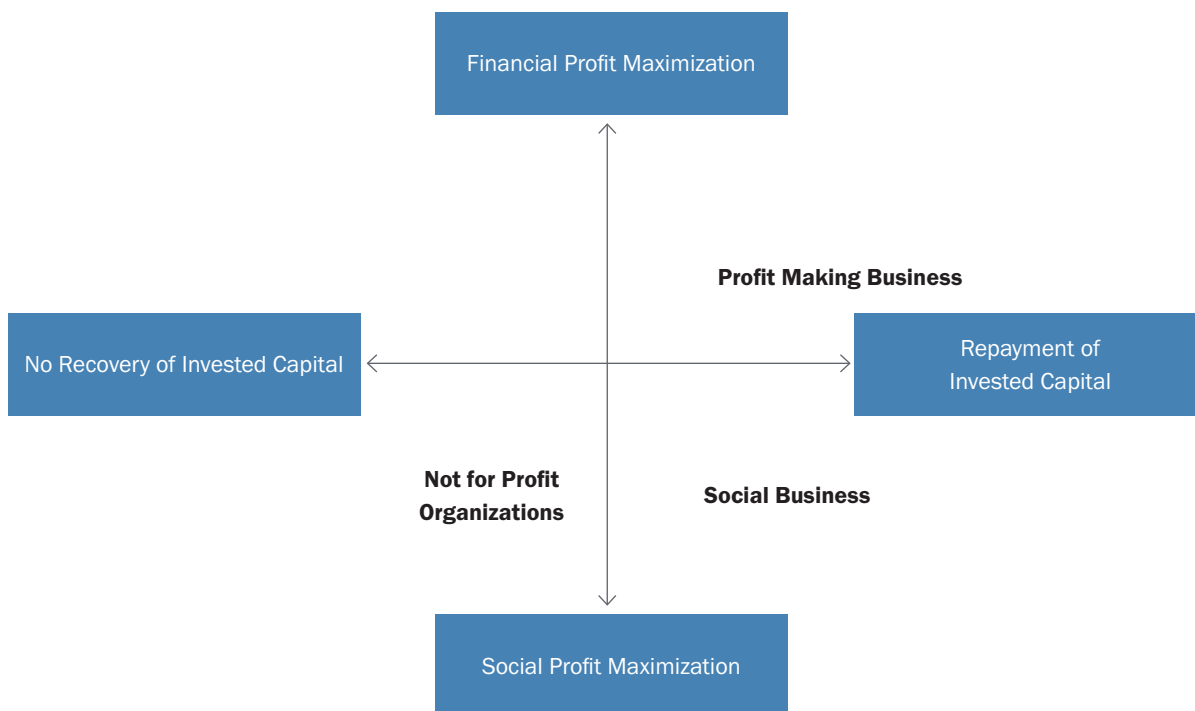 Financial Profit Maximization
Profit Making Business
No Recovery of Invested Capital
Repayment of
Invested Capital
Not for Profit
Organizations
Social Business
Social Profit Maximization